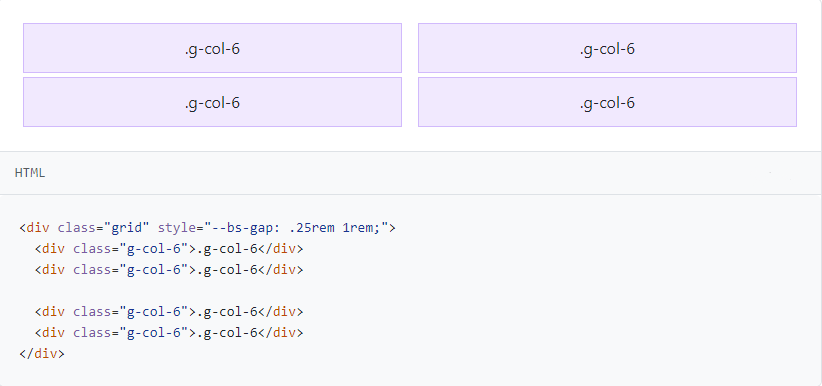 .g-col-6 .g-col-6
.g-col-6 .g-col-6
HTML
<div class="grid" style="--bs-gap: .25rem 1rem;">
  <div class="g-col-6">.g-col-6</div>
  <div class="g-col-6">.g-col-6</div>

  <div class="g-col-6">.g-col-6</div>
  <div class="g-col-6">.g-col-6</div>
</div>